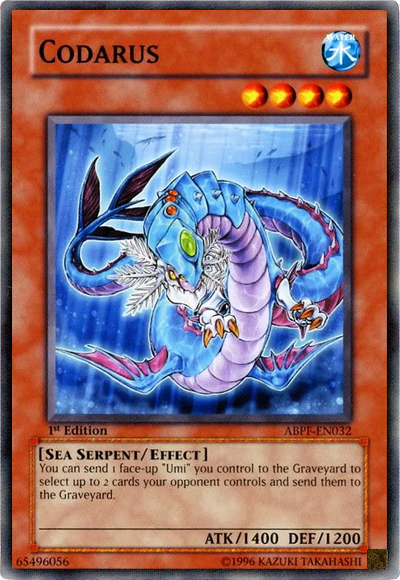 CODARUS
WATER
水
1st Edition
ABPF-EN032
[SEA SERPENT/EFFECT]
You can send 1 face-up "Umi" you control to the Graveyard to
select up to 2 cards your opponent controls and send them to
the Graveyard.
ATK/1400 DEF/1200
65496056
©1996 KAZUKI TAKAHASHI